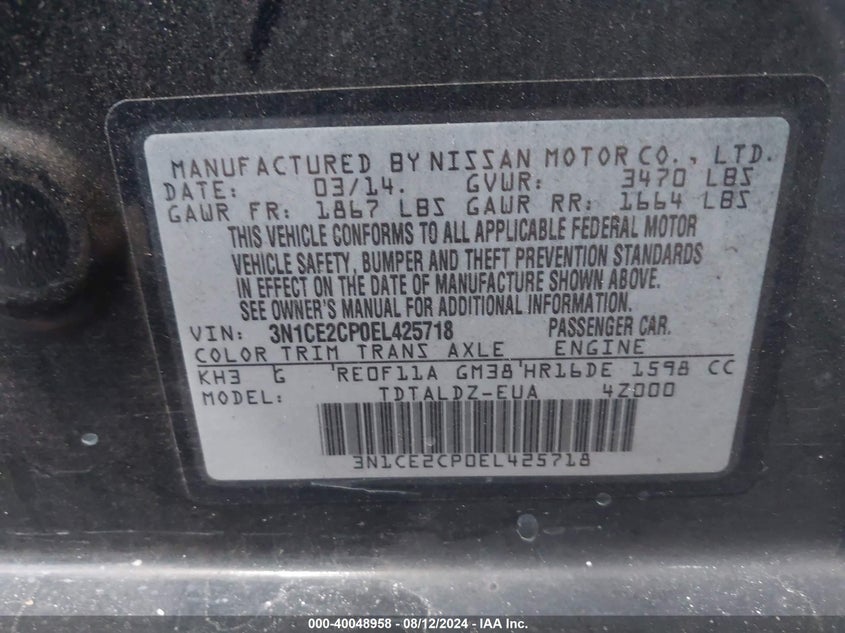 MANUFACTURED BY NISSAN MOTOR CO., LTD.
DATE: 03/14. GVWR: 3470 LBS
GAWR FR: 1867 LBS GAWR RR: 1664 LBS
THIS VEHICLE CONFORMS TO ALL APPLICABLE FEDERAL MOTOR
VEHICLE SAFETY, BUMPER AND THEFT PREVENTION STANDARDS
IN EFFECT ON THE DATE OF MANUFACTURE SHOWN ABOVE.
SEE OWNER'S MANUAL FOR ADDITIONAL INFORMATION.
VIN: 3N1CE2CP0EL425718 PASSENGER CAR.
COLOR TRIM TRANS AXLE ENGINE
KH3 G 'RE0F11A GM38'HR16DE 1598 CC
MODEL: TDTALDZ-EUA 4Z000
3N1CE2CP0EL425718
000-40048958 - 08/12/2024 - IAA Inc.